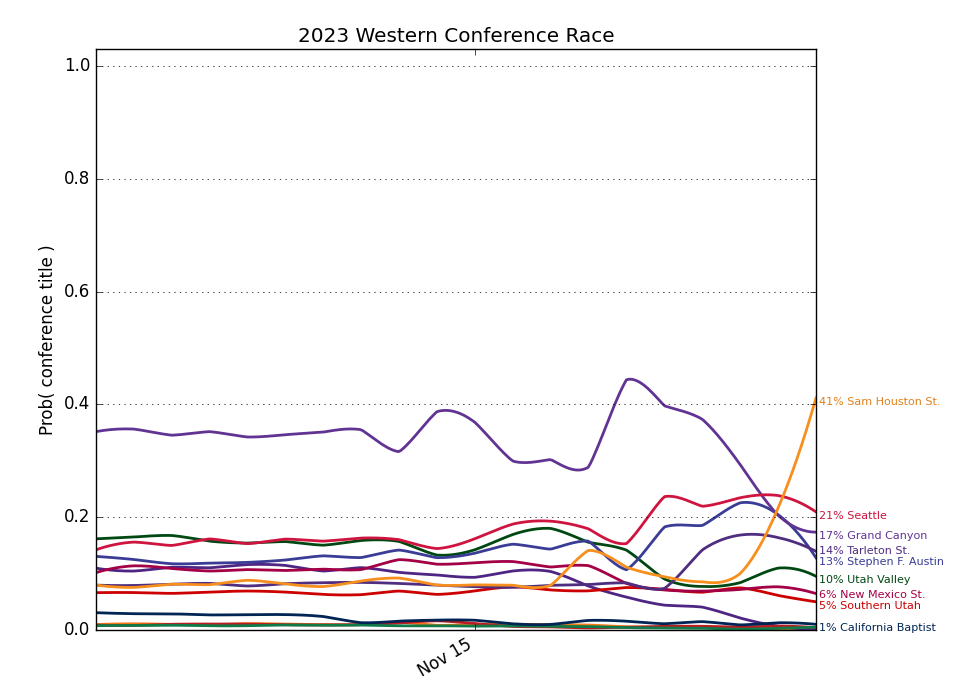 2023 Western Conference Race
1.0
0.8
0.6
0.4
0.2
0.0
Prob( conference title )
Nov 15
41% Sam Houston St.
21% Seattle
17% Grand Canyon
14% Tarleton St.
13% Stephen F. Austin
10% Utah Valley
6% New Mexico St.
5% Southern Utah
1% California Baptist